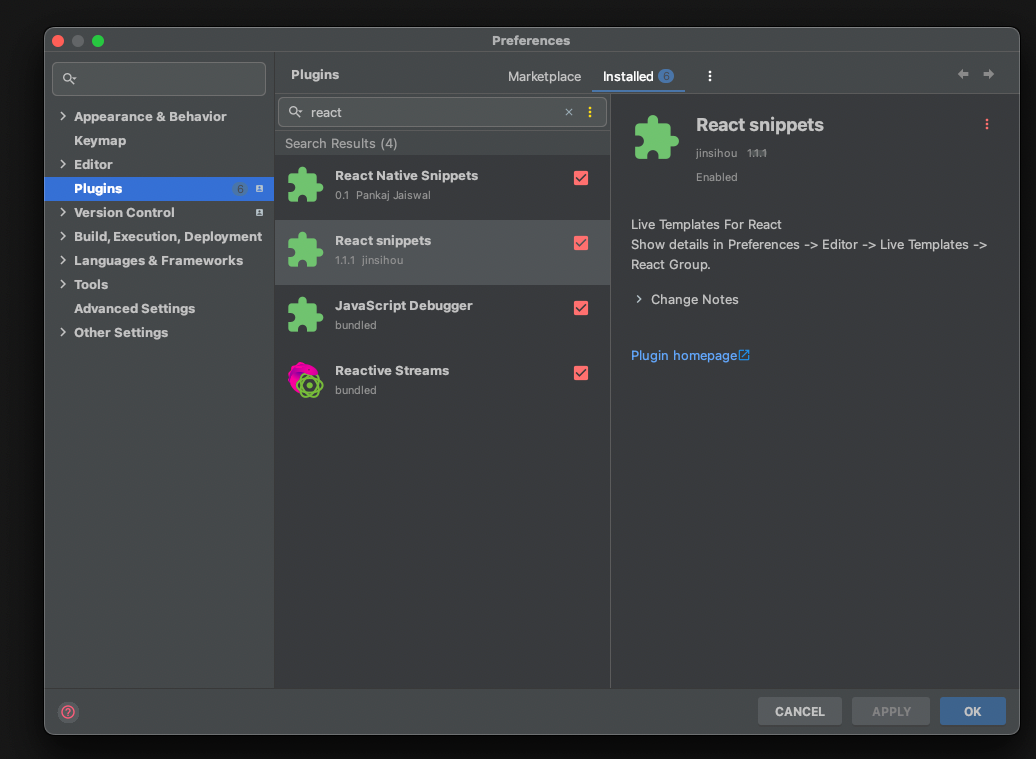 Preferences
Appearance & Behavior
Keymap
Editor
Plugins 6
Version Control
Build, Execution, Deployment
Languages & Frameworks
Tools
Advanced Settings
Other Settings
Plugins
Marketplace
Installed 6
react
Search Results (4)
React Native Snippets
0.1 Pankaj Jaiswal
React snippets
1.1.1 jinsihou
JavaScript Debugger
bundled
Reactive Streams
bundled
React snippets
jinsihou 1.1.1
Enabled
Live Templates For React
Show details in Preferences -> Editor -> Live Templates ->
React Group.
Change Notes
Plugin homepage
?
CANCEL
APPLY
OK